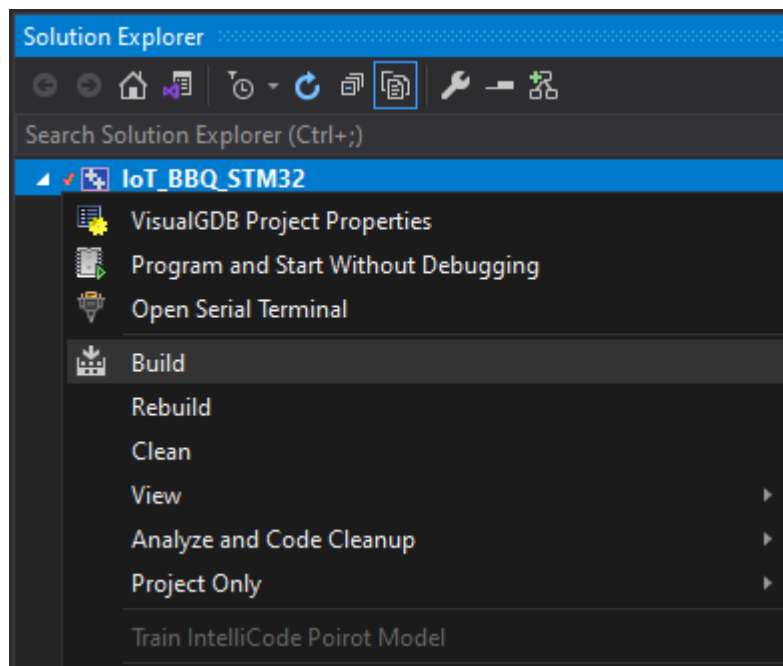 Solution Explorer
Search Solution Explorer (Ctrl+;)
IoT_BBQ_STM32
VisualGDB Project Properties
Program and Start Without Debugging
Open Serial Terminal
Build
Rebuild
Clean
View
Analyze and Code Cleanup
Project Only
Train IntelliCode Poirot Model